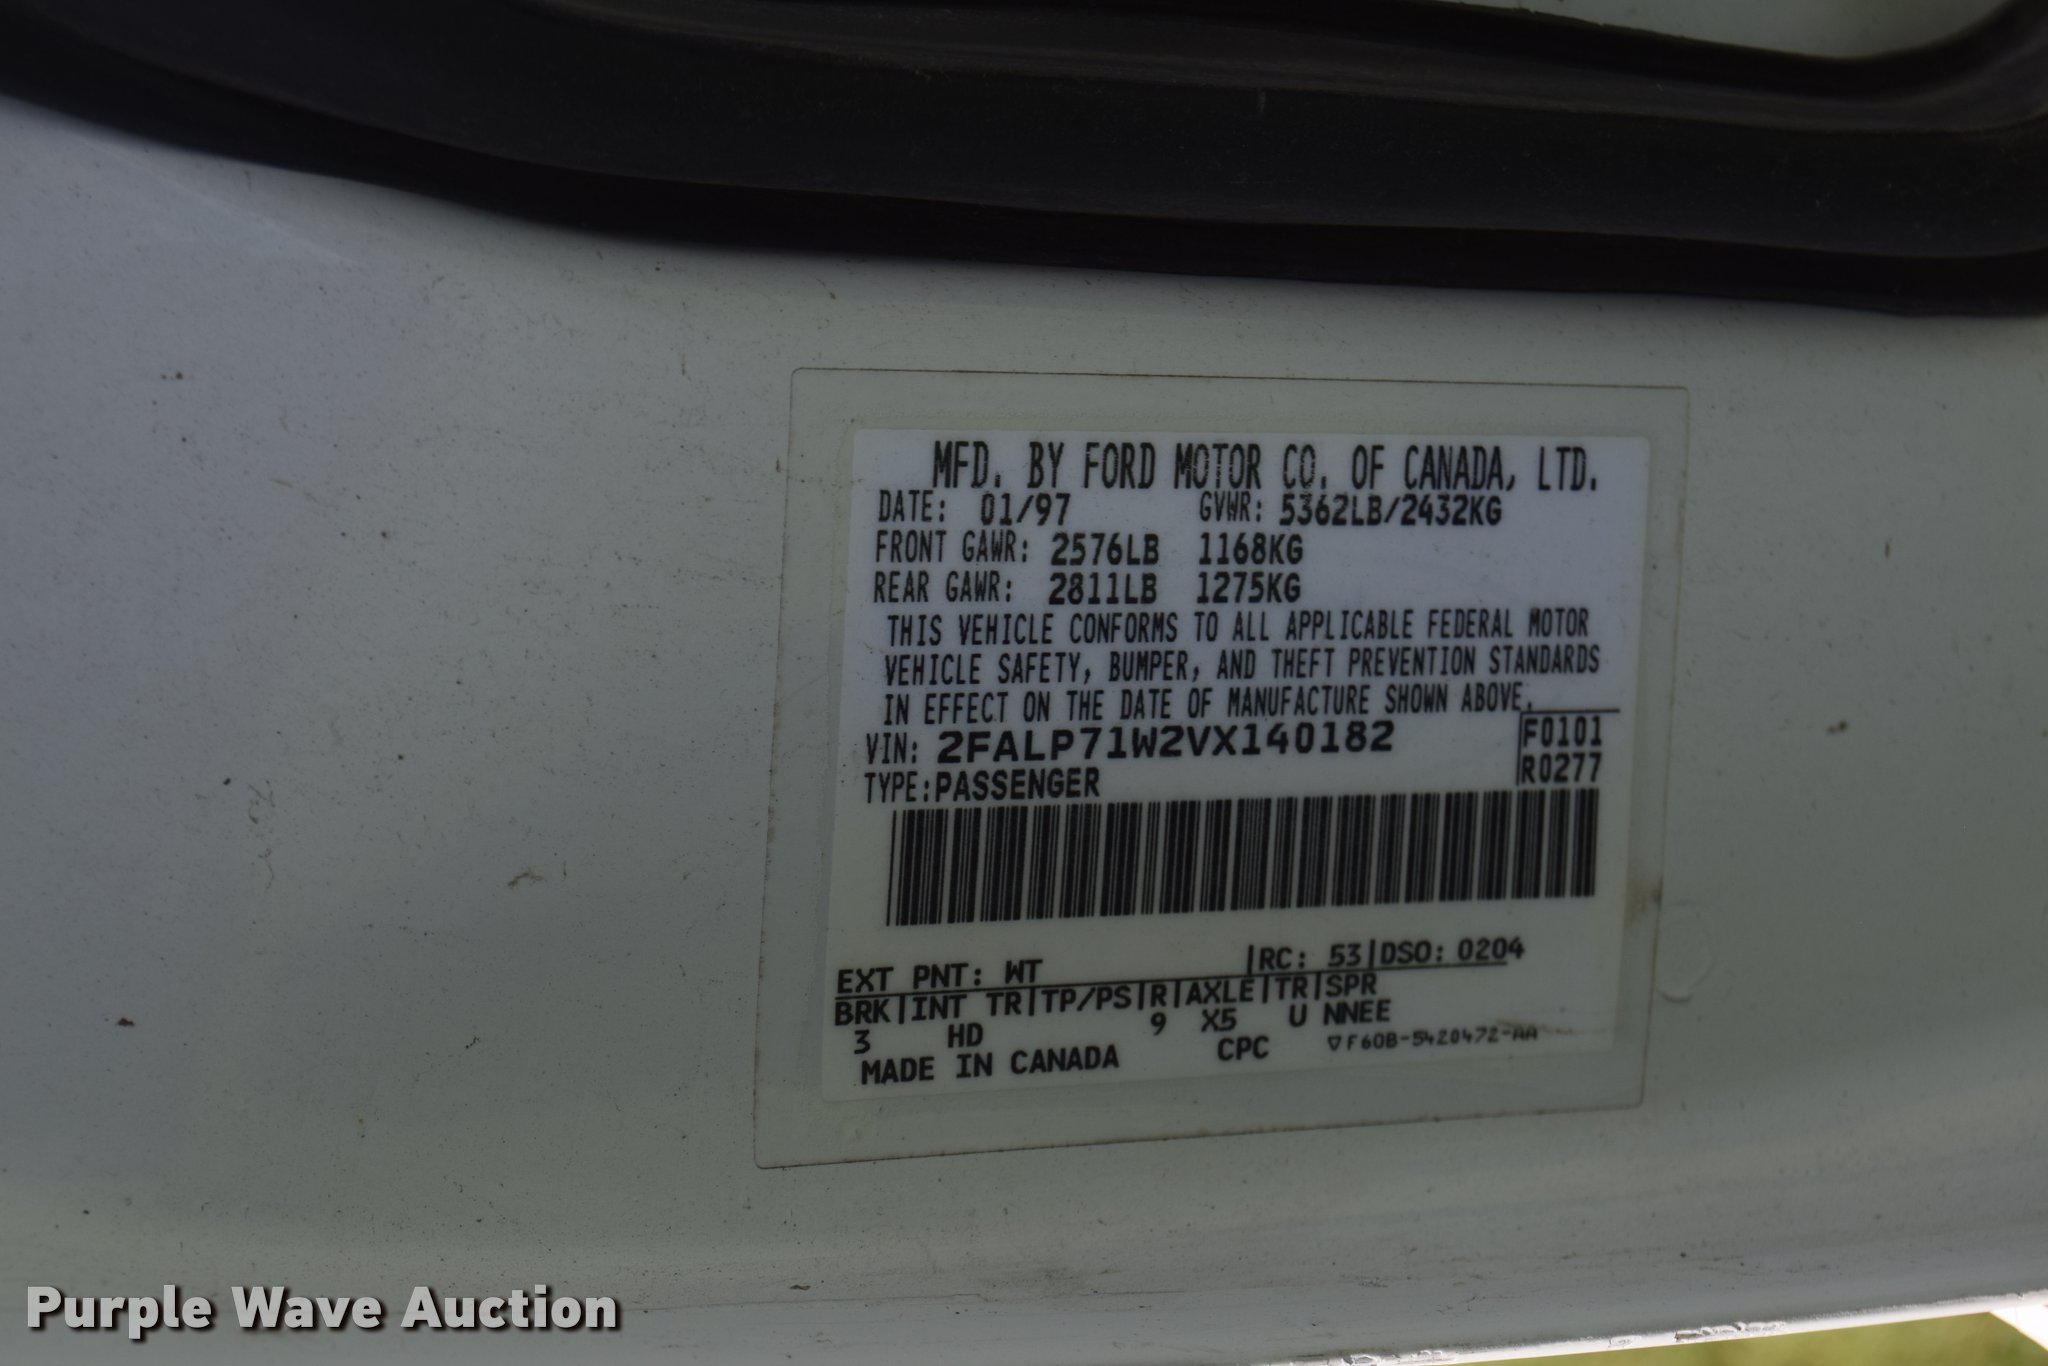 MFD. BY FORD MOTOR CO. OF CANADA, LTD.
DATE: 01/97 GVWR: 5362LB/2432KG
FRONT GAWR: 2576LB 1168KG
REAR GAWR: 2811LB 1275KG
THIS VEHICLE CONFORMS TO ALL APPLICABLE FEDERAL MOTOR
VEHICLE SAFETY, BUMPER, AND THEFT PREVENTION STANDARDS
IN EFFECT ON THE DATE OF MANUFACTURE SHOWN ABOVE.
VIN: 2FALP71W2VX140182 F0101
TYPE:PASSENGER R0277
EXT PNT: WT |RC: 53|DSO: 0204
BRK|INT TR|TP/PS|R|AXLE|TR|SPR
3 HD 9 X5 U NNEE
MADE IN CANADA CPC ▽F60B-5420472-AA
Purple Wave Auction